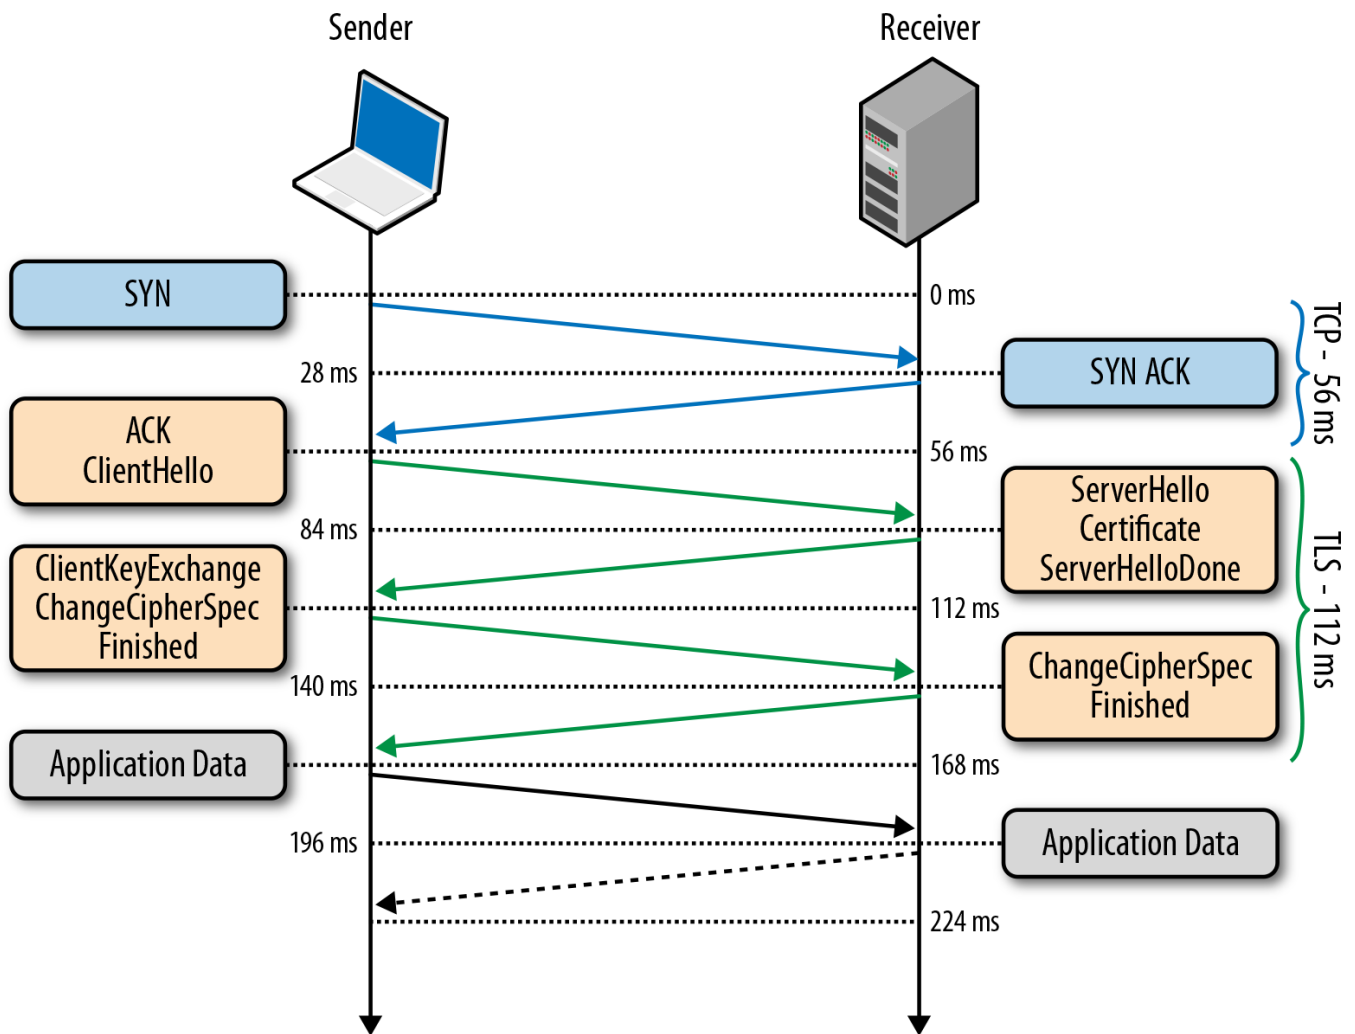 Sender
Receiver
SYN
0 ms
28 ms
SYN ACK
TCP - 56 ms
ACK
ClientHello
56 ms
84 ms
ServerHello
Certificate
ServerHelloDone
TLS - 112 ms
ClientKeyExchange
ChangeCipherSpec
Finished
112 ms
140 ms
ChangeCipherSpec
Finished
Application Data
168 ms
196 ms
Application Data
224 ms